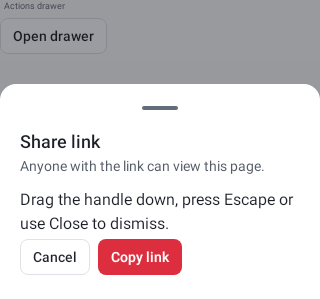 Actions drawer
Open drawer
Share link
Anyone with the link can view this page.
Drag the handle down, press Escape or
use Close to dismiss.
Cancel
Copy link